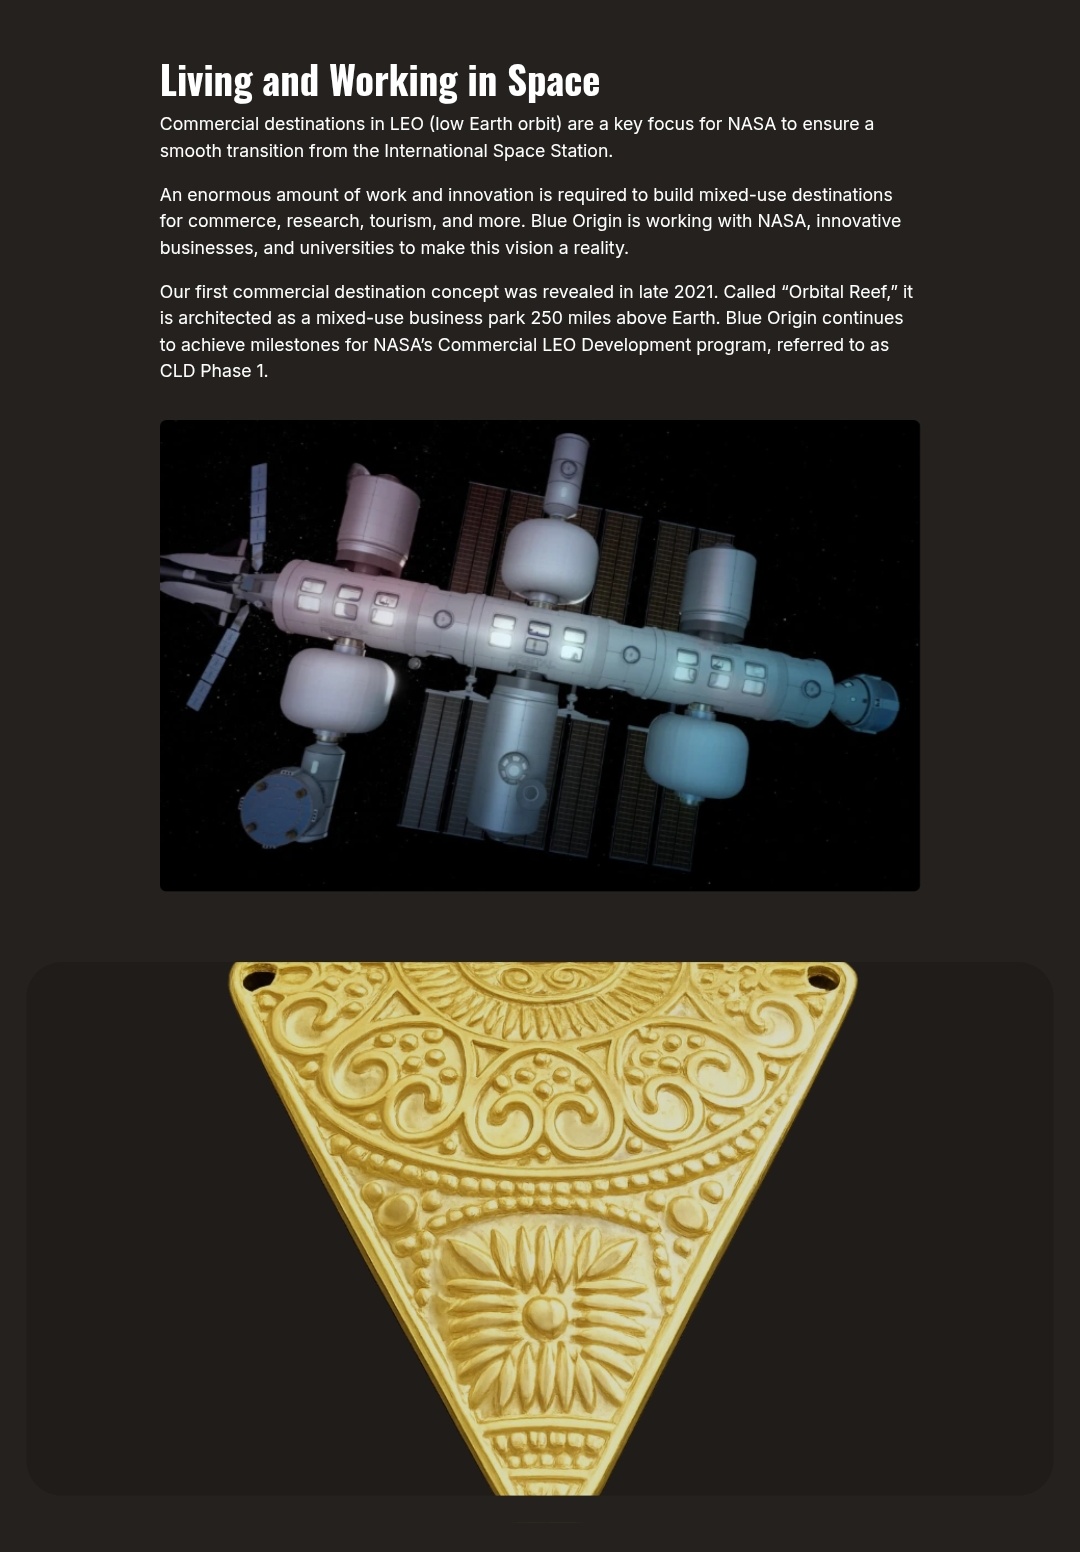 Living and Working in Space
Commercial destinations in LEO (low Earth orbit) are a key focus for NASA to ensure a
smooth transition from the International Space Station.
An enormous amount of work and innovation is required to build mixed-use destinations
for commerce, research, tourism, and more. Blue Origin is working with NASA, innovative
businesses, and universities to make this vision a reality.
Our first commercial destination concept was revealed in late 2021. Called “Orbital Reef,” it
is architected as a mixed-use business park 250 miles above Earth. Blue Origin continues
to achieve milestones for NASA’s Commercial LEO Development program, referred to as
CLD Phase 1.